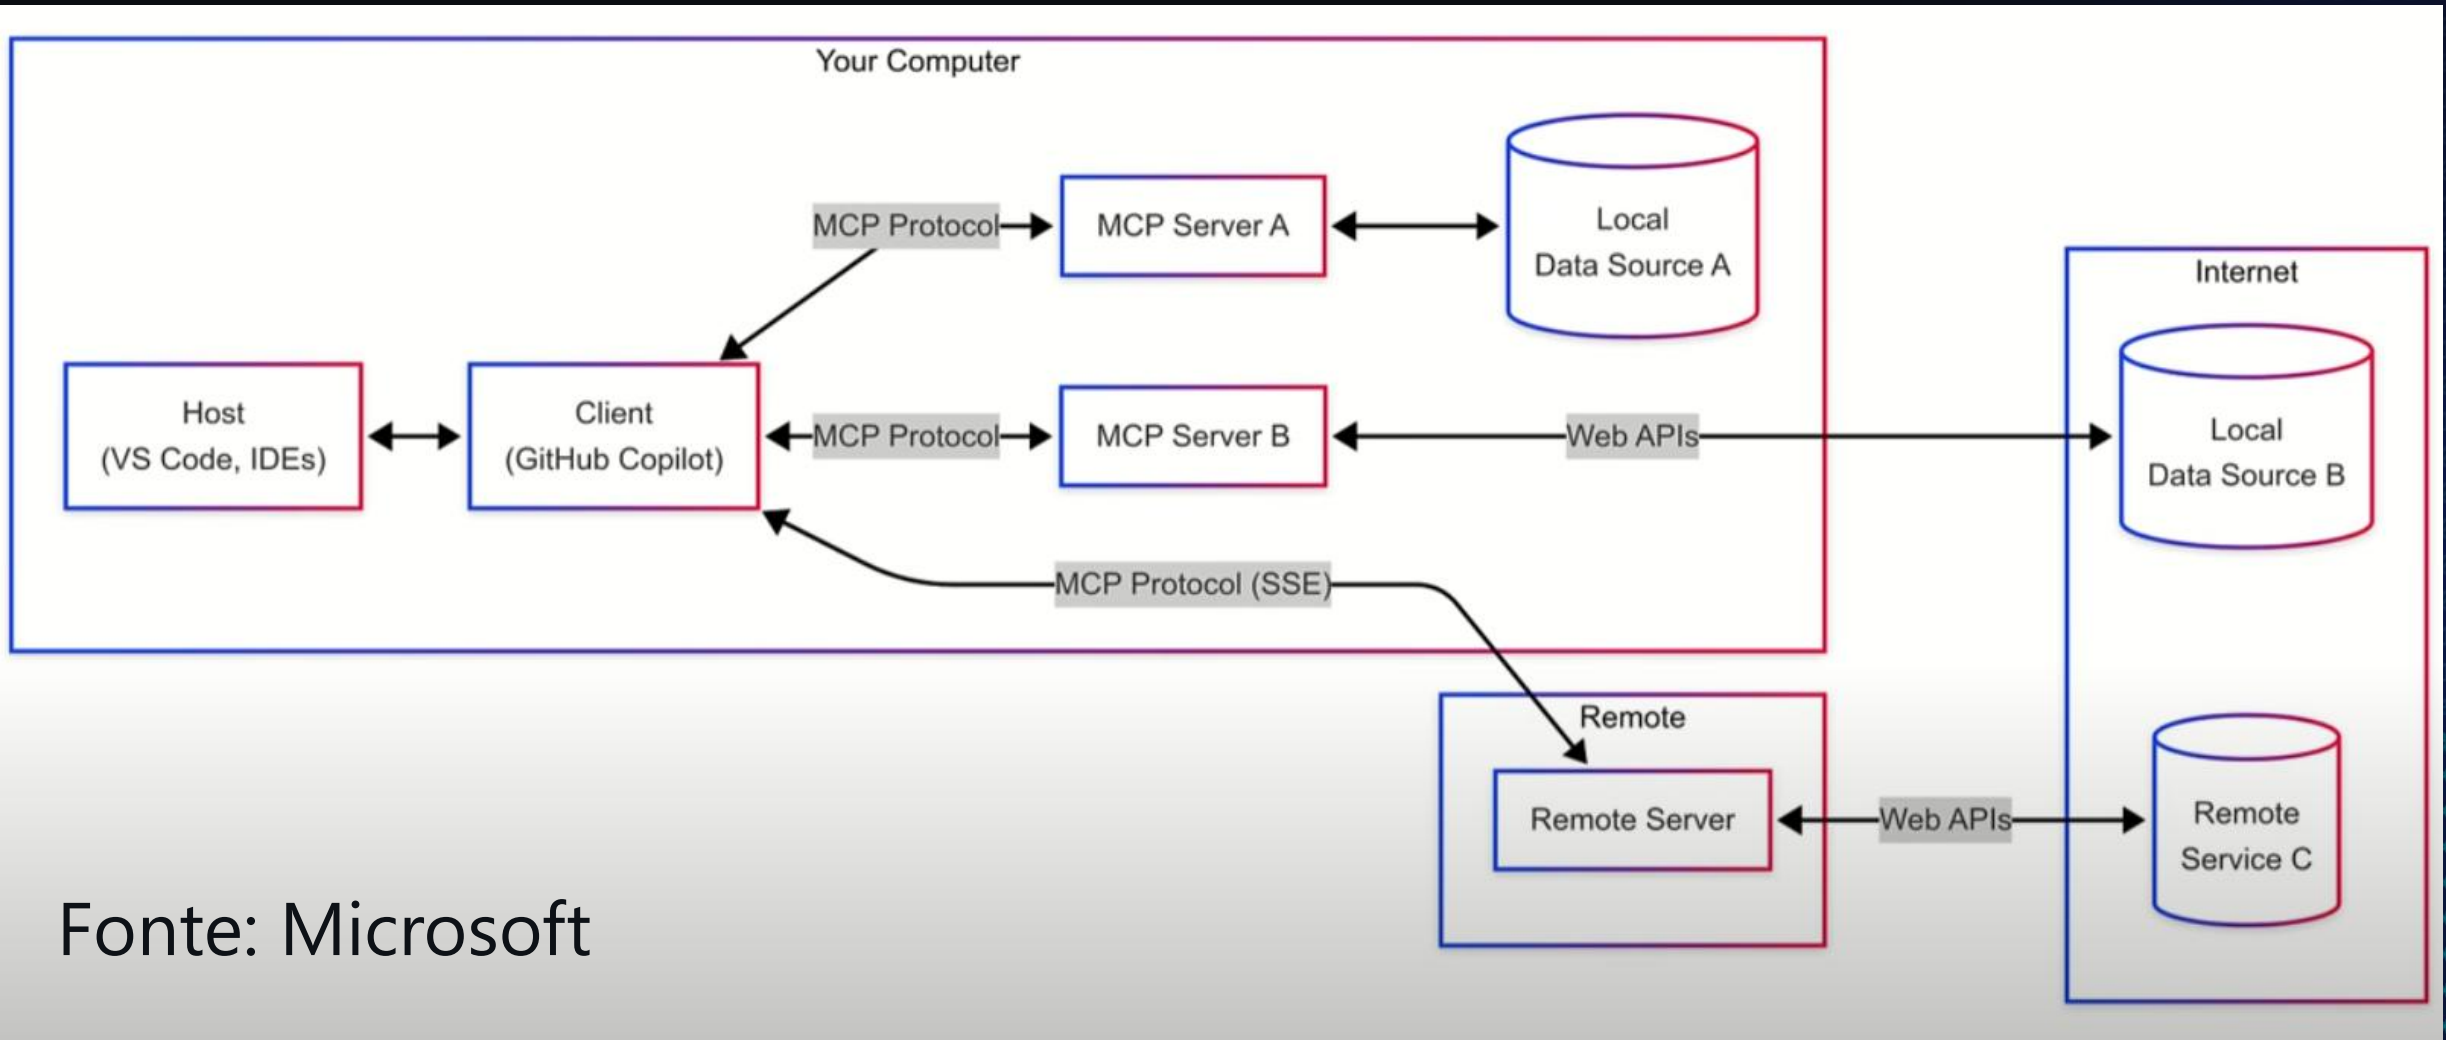 Your Computer
MCP Protocol
MCP Server A
Local
Data Source A
Internet
Host
(VS Code, IDEs)
Client
(GitHub Copilot)
MCP Protocol
MCP Server B
Web APIs
Local
Data Source B
MCP Protocol (SSE)
Remote
Remote Server
Web APIs
Remote
Service C
Fonte: Microsoft